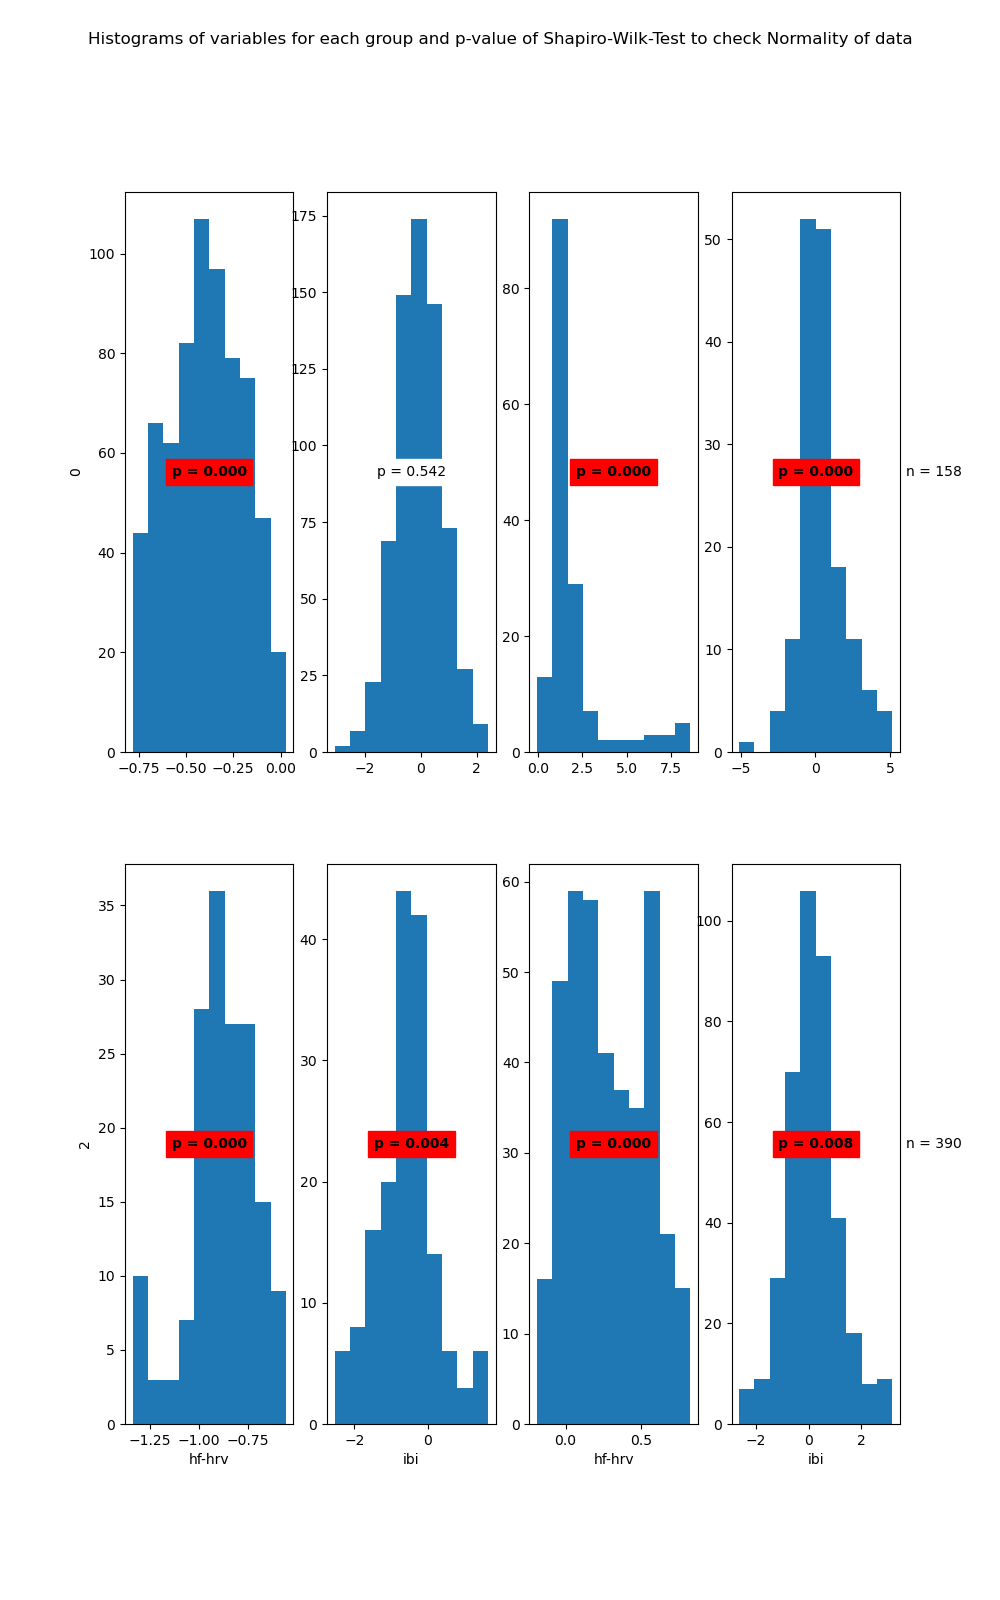 Histograms of variables for each group and p-value of Shapiro-Wilk-Test to check Normality of data
0
100
80
60
40
20
0
p = 0.000
−0.75 −0.50 −0.25 0.00
175
150
125
100
75
50
25
0
p = 0.542
−2 0 2
80
60
40
20
0
p = 0.000
0.0 2.5 5.0 7.5
50
40
30
20
10
0
p = 0.000
−5 0 5
n = 158
2
35
30
25
20
15
10
5
0
p = 0.000
−1.25 −1.00 −0.75
hf-hrv
40
30
20
10
0
p = 0.004
−2 0
ibi
60
50
40
30
20
10
0
p = 0.000
0.0 0.5
hf-hrv
100
80
60
40
20
0
p = 0.008
−2 0 2
ibi
n = 390